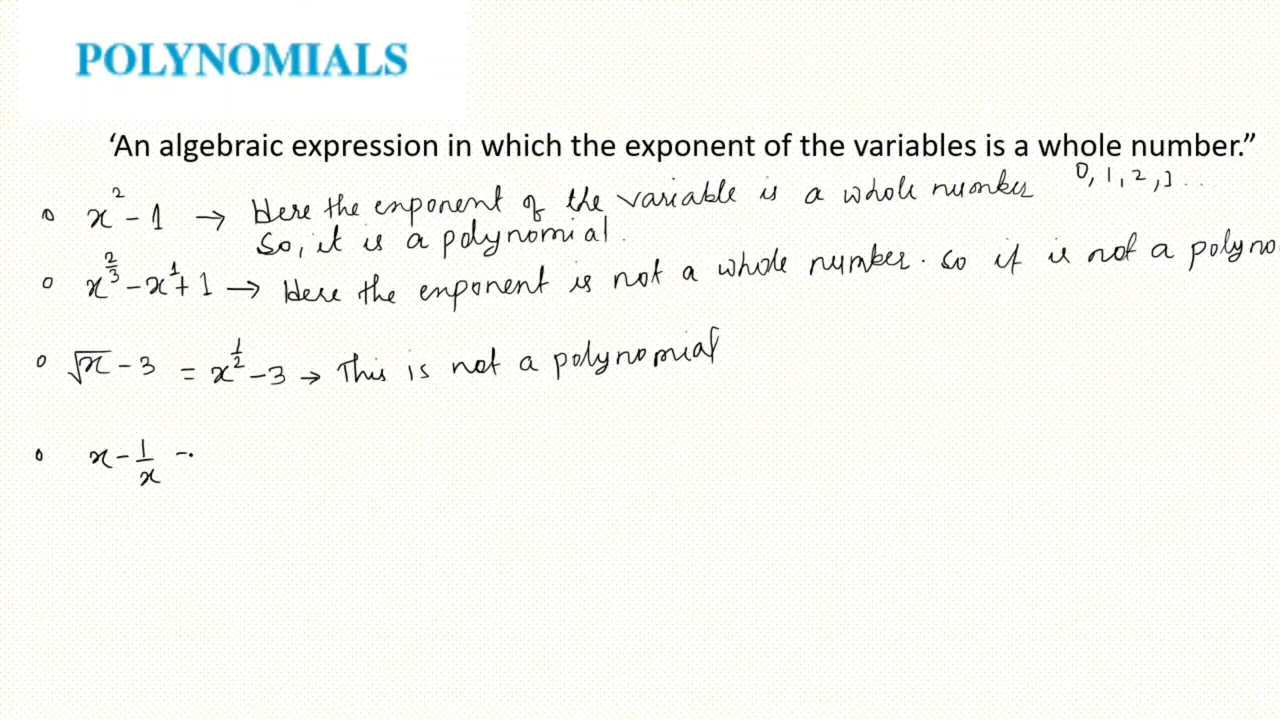 POLYNOMIALS
‘An algebraic expression in which the exponent of the variables is a whole number.”
0, 1, 2, 3 ...
x² - 1 → Here the exponent of the variable is a whole number
So, it is a polynomial.
x^(2/3) - x¹ + 1 → Here the exponent is not a whole number. So it is not a polyno
√x - 3 = x^(1/2) - 3 → This is not a polynomial
x - 1/x =